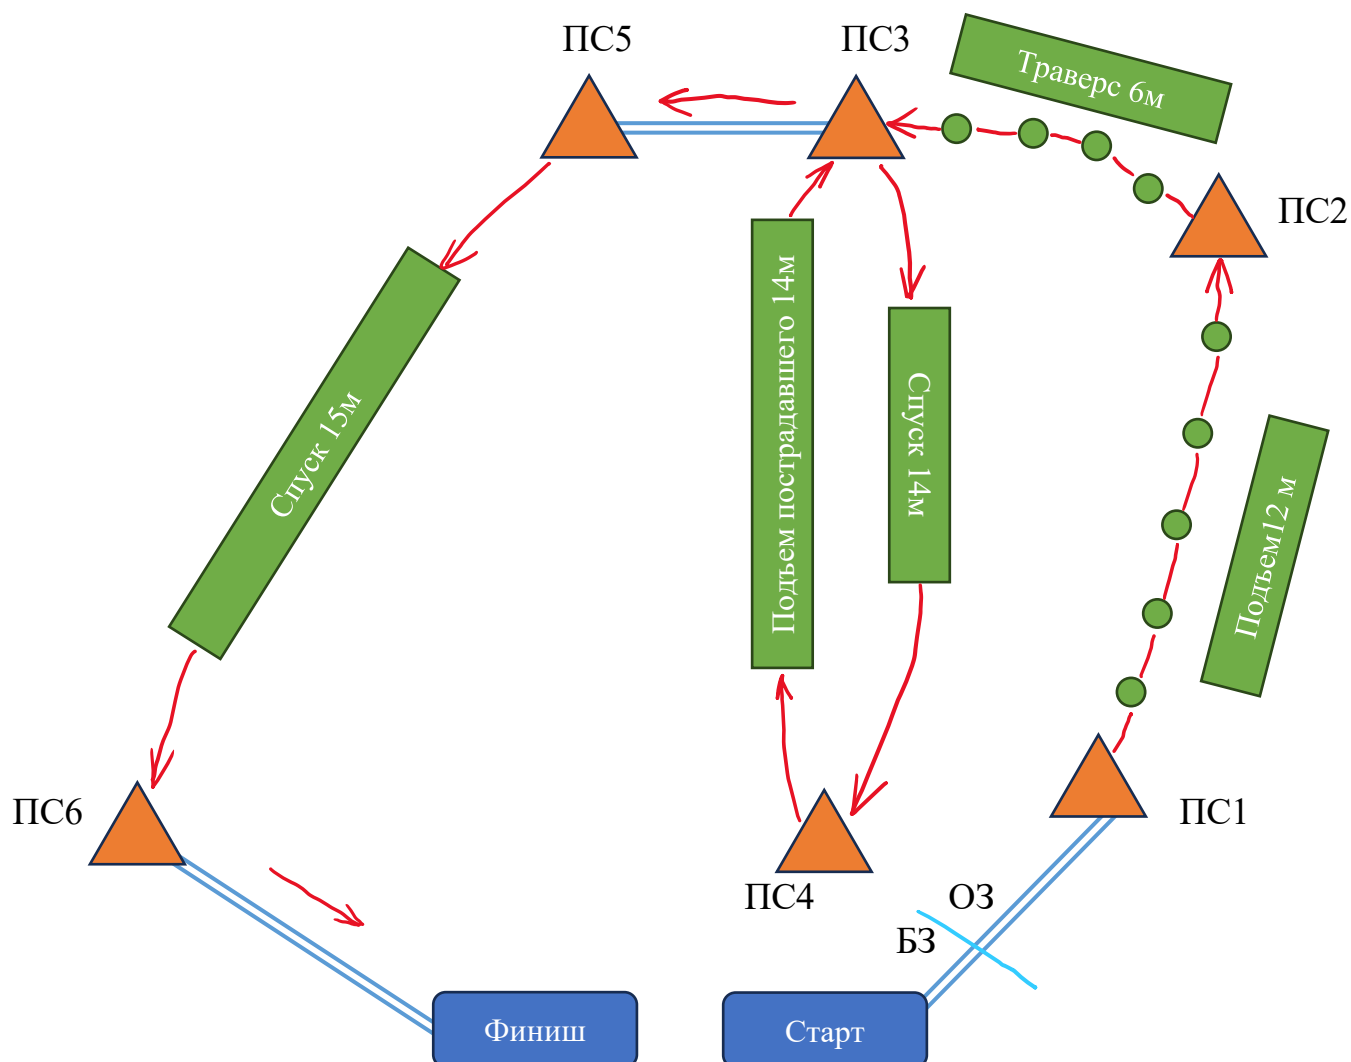 ПС5
ПС3
Траверс 6м
ПС2
Подъем пострадавшего 14м
Спуск 14м
Спуск 15м
Подъем12 м
ПС6
ПС1
ПС4
ОЗ
БЗ
Финиш
Старт